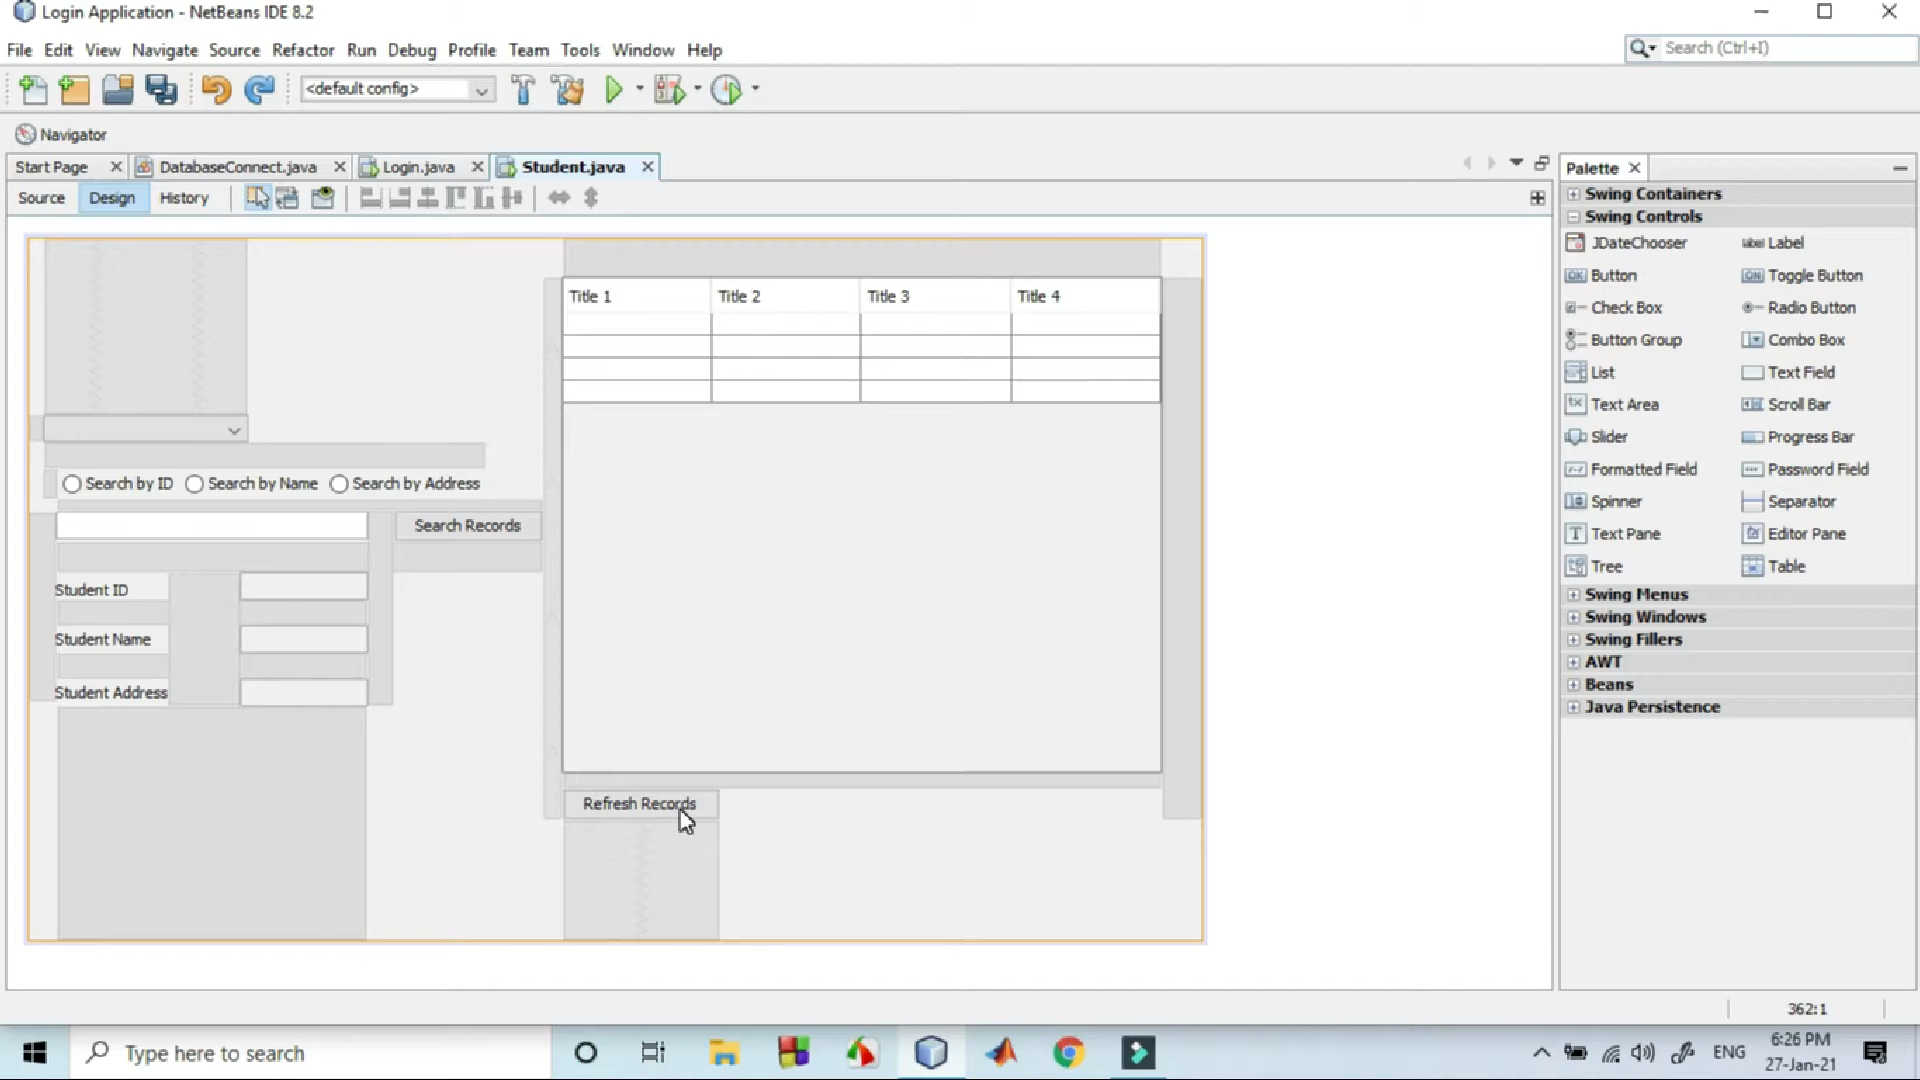 Login Application - NetBeans IDE 8.2
File Edit View Navigate Source Refactor Run Debug Profile Team Tools Window Help
Search (Ctrl+I)
<default config>
Navigator
Start Page DatabaseConnect.java Login.java Student.java
Source Design History
Title 1 Title 2 Title 3 Title 4
Search by ID Search by Name Search by Address
Search Records
Student ID
Student Name
Student Address
Refresh Records
Palette
Swing Containers
Swing Controls
JDateChooser Label
Button Toggle Button
Check Box Radio Button
Button Group Combo Box
List Text Field
Text Area Scroll Bar
Slider Progress Bar
Formatted Field Password Field
Spinner Separator
Text Pane Editor Pane
Tree Table
Swing Menus
Swing Windows
Swing Fillers
AWT
Beans
Java Persistence
362:1
Type here to search
ENG
6:26 PM
27-Jan-21